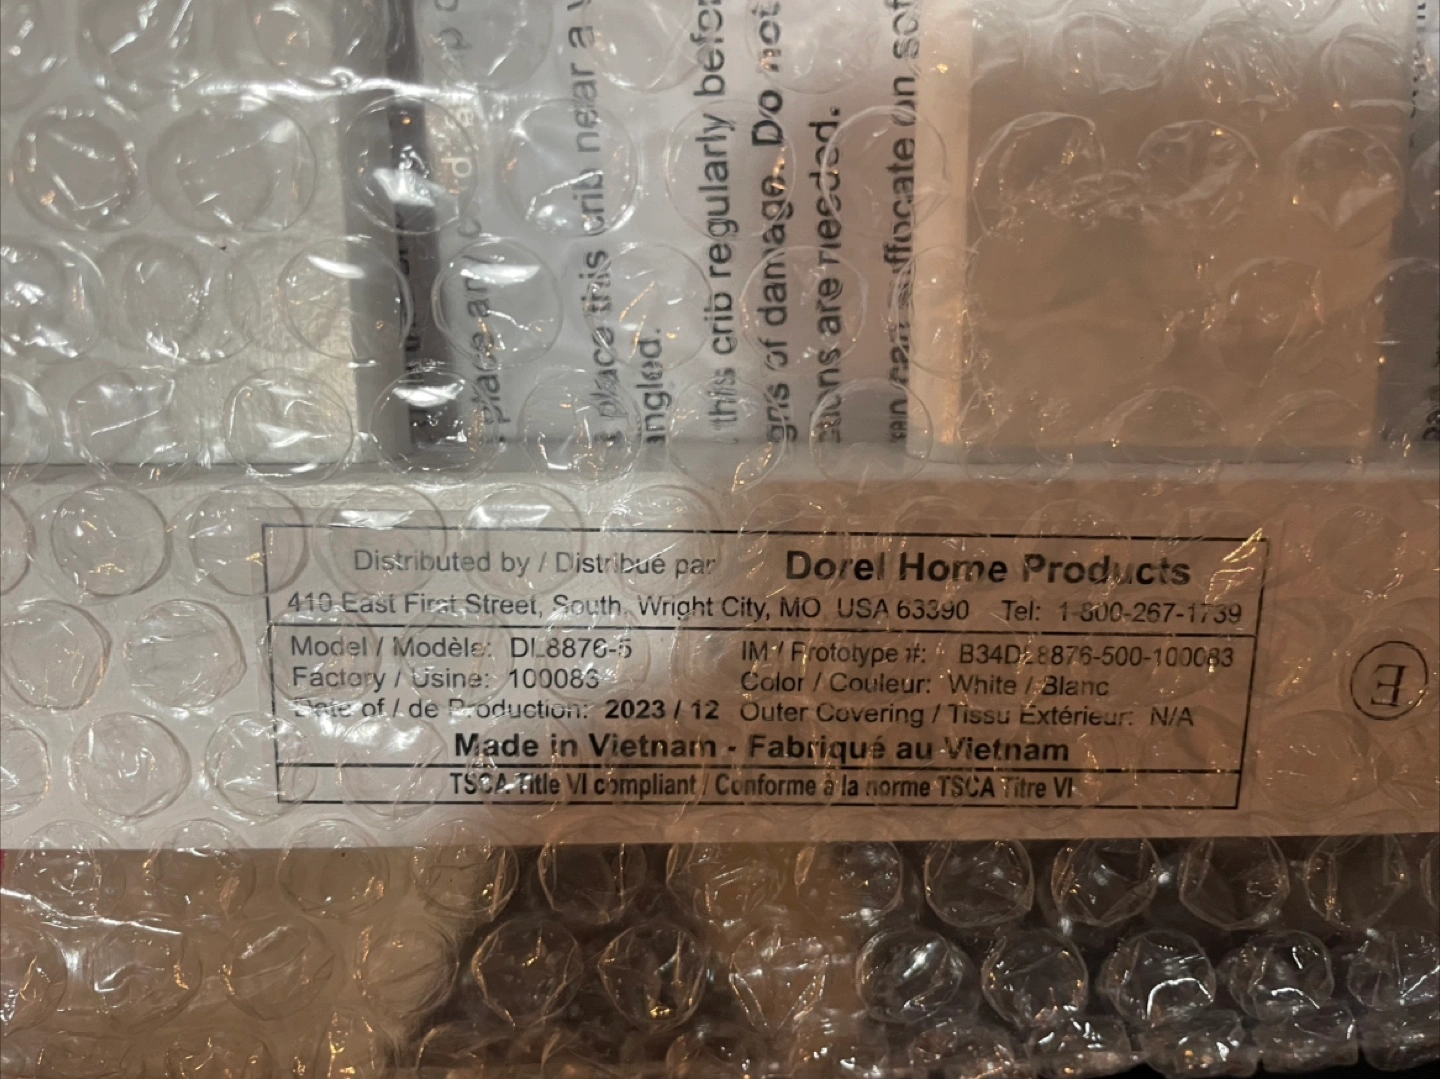 place this crib near a
angled.
this crib regularly
of damage. Do not
are needed.
suffocate on
Distributed by / Distribué par Dorel Home Products
410 East First Street, South, Wright City, MO USA 63390 Tel: 1-800-267-1739
Model / Modèle: DL8876-5 IM / Prototype #: B34DL8876-500-100083
Factory / Usine: 100083 Color / Couleur: White / Blanc
Date of / de Production: 2023 / 12 Outer Covering / Tissu Extérieur: N/A
Made in Vietnam - Fabriqué au Vietnam
TSCA Title VI compliant / Conforme à la norme TSCA Titre VI
E